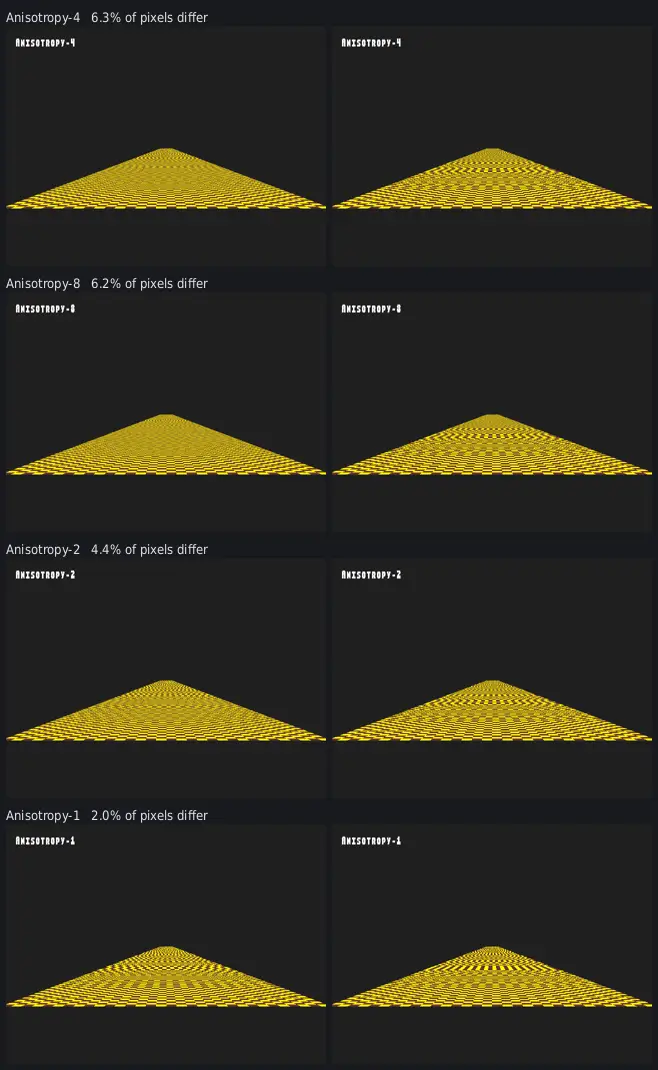 Anisotropy-4 6.3% of pixels differ
Anisotropy-4 Anisotropy-4
Anisotropy-8 6.2% of pixels differ
Anisotropy-8 Anisotropy-8
Anisotropy-2 4.4% of pixels differ
Anisotropy-2 Anisotropy-2
Anisotropy-1 2.0% of pixels differ
Anisotropy-1 Anisotropy-1